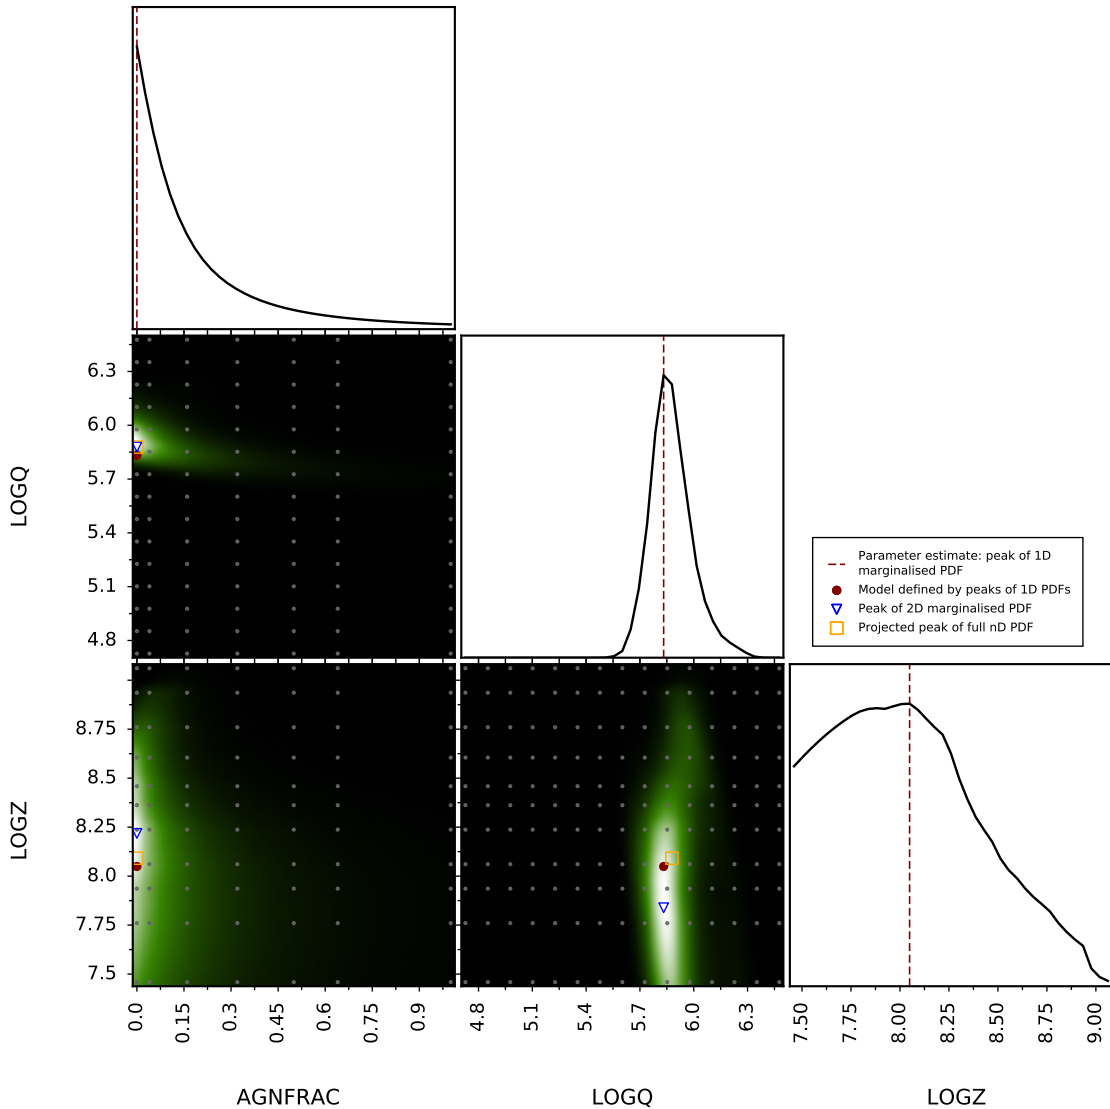 6.3
6.0
5.7
5.4
5.1
4.8
LOGQ
Parameter estimate: peak of 1D
marginalised PDF
Model defined by peaks of 1D PDFs
Peak of 2D marginalised PDF
Projected peak of full nD PDF
8.75
8.5
8.25
8.0
7.75
7.5
LOGZ
0.0 0.15 0.3 0.45 0.6 0.75 0.9
4.8 5.1 5.4 5.7 6.0 6.3
7.50 7.75 8.00 8.25 8.50 8.75 9.00
AGNFRAC LOGQ LOGZ